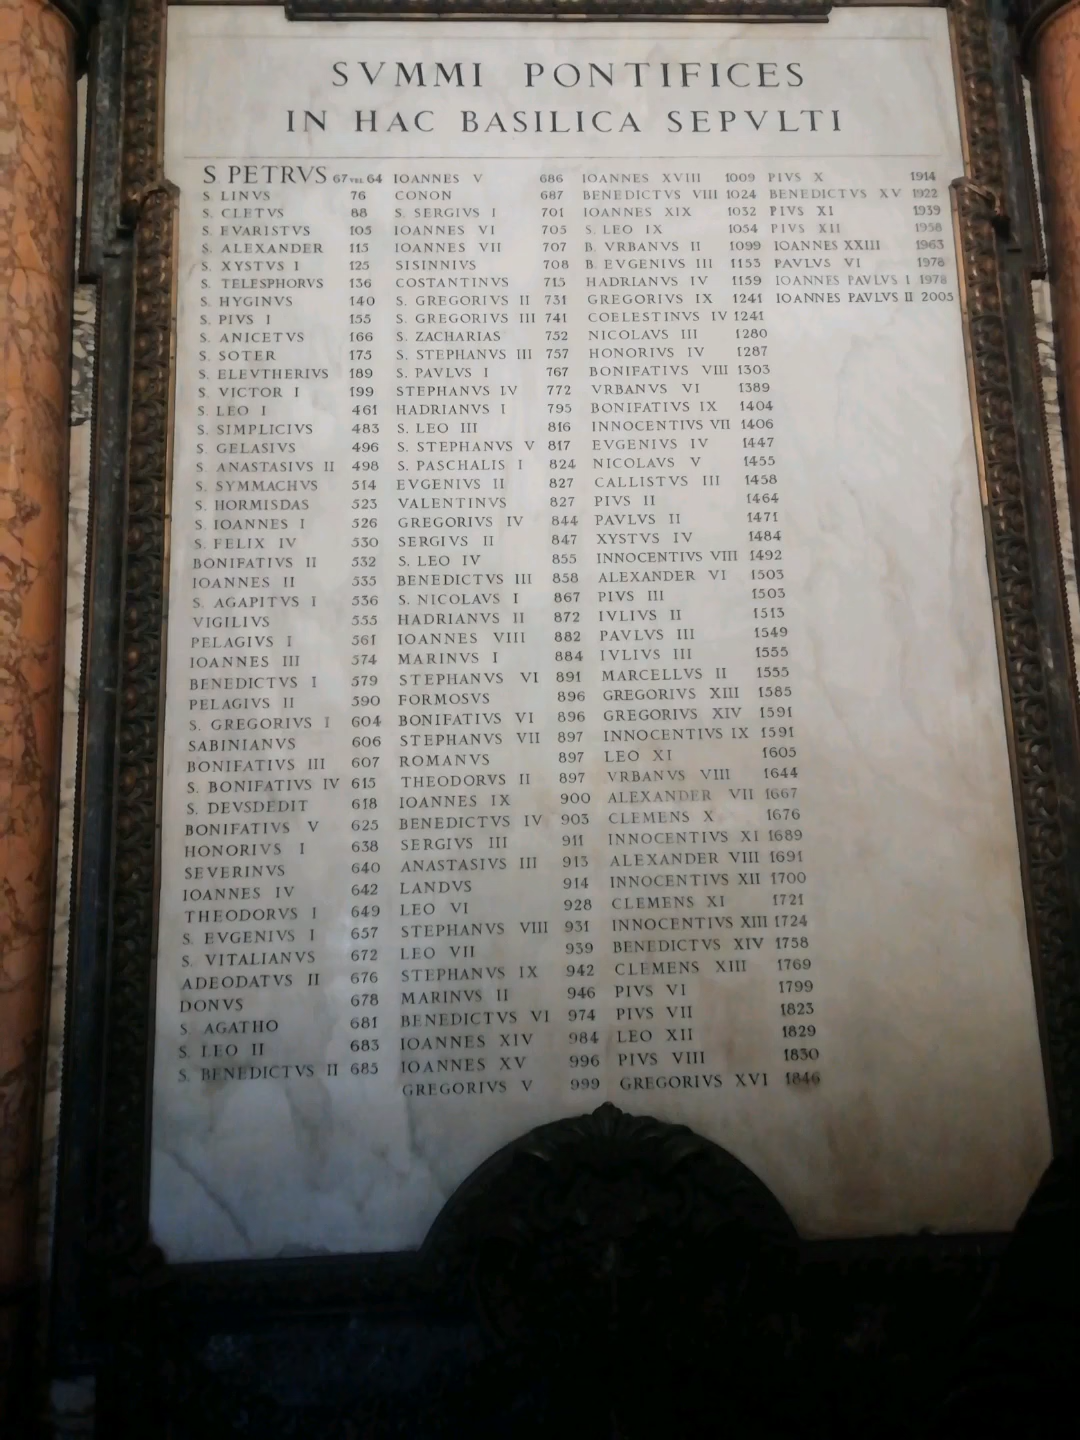 SVMMI PONTIFICES
IN HAC BASILICA SEPVLTI
S. PETRVS 67 VEL 64
S. LINVS 76
S. CLETVS 88
S. EVARISTVS 105
S. ALEXANDER 115
S. XYSTVS I 125
S. TELESPHORVS 136
S. HYGINVS 140
S. PIVS I 155
S. ANICETVS 166
S. SOTER 175
S. ELEVTHERIVS 189
S. VICTOR I 199
S. LEO I 461
S. SIMPLICIVS 483
S. GELASIVS 496
S. ANASTASIVS II 498
S. SYMMACHVS 514
S. HORMISDAS 523
S. IOANNES I 526
S. FELIX IV 530
BONIFATIVS II 532
IOANNES II 535
S. AGAPITVS I 536
VIGILIVS 555
PELAGIVS I 561
IOANNES III 574
BENEDICTVS I 579
PELAGIVS II 590
S. GREGORIVS I 604
SABINIANVS 606
BONIFATIVS III 607
S. BONIFATIVS IV 615
S. DEVSDEDIT 618
BONIFATIVS V 625
HONORIVS I 638
SEVERINVS 640
IOANNES IV 642
THEODORVS I 649
S. EVGENIVS I 657
S. VITALIANVS 672
ADEODATVS II 676
DONVS 678
S AGATHO 681
S. LEO II 683
S. BENEDICTVS II 685
IOANNES V 686
CONON 687
S. SERGIVS I 701
IOANNES VI 705
IOANNES VII 707
SISINNIVS 708
COSTANTINVS 715
S. GREGORIVS II 731
S. GREGORIVS III 741
S. ZACHARIAS 752
S. STEPHANVS III 757
S. PAVLVS I 767
STEPHANVS IV 772
HADRIANVS I 795
S. LEO III 816
S. STEPHANVS V 817
S. PASCHALIS I 824
EVGENIVS II 827
VALENTINVS 827
GREGORIVS IV 844
SERGIVS II 847
S. LEO IV 855
BENEDICTVS III 858
S. NICOLAVS I 867
HADRIANVS II 872
IOANNES VIII 882
MARINVS I 884
STEPHANVS VI 891
FORMOSVS 896
BONIFATIVS VI 896
STEPHANVS VII 897
ROMANVS 897
THEODORVS II 897
IOANNES IX 900
BENEDICTVS IV 903
SERGIVS III 911
ANASTASIVS III 913
LANDVS 914
LEO VI 928
STEPHANVS VIII 931
LEO VII 939
STEPHANVS IX 942
MARINVS II 946
BENEDICTVS VI 974
IOANNES XIV 984
IOANNES XV 996
GREGORIVS V 999
IOANNES XVIII 1009
BENEDICTVS VIII 1024
IOANNES XIX 1032
S. LEO IX 1054
B. VRBANVS II 1099
B. EVGENIVS III 1153
HADRIANVS IV 1159
GREGORIVS IX 1241
COELESTINVS IV 1241
NICOLAVS III 1280
HONORIVS IV 1287
BONIFATIVS VIII 1303
VRBANVS VI 1389
BONIFATIVS IX 1404
INNOCENTIVS VII 1406
EVGENIVS IV 1447
NICOLAVS V 1455
CALLISTVS III 1458
PIVS II 1464
PAVLVS II 1471
XYSTVS IV 1484
INNOCENTIVS VIII 1492
ALEXANDER VI 1503
PIVS III 1503
IVLIVS II 1513
PAVLVS III 1549
IVLIVS III 1555
MARCELLVS II 1555
GREGORIVS XIII 1585
GREGORIVS XIV 1591
INNOCENTIVS IX 1591
LEO XI 1605
VRBANVS VIII 1644
ALEXANDER VII 1667
CLEMENS X 1676
INNOCENTIVS XI 1689
ALEXANDER VIII 1691
INNOCENTIVS XII 1700
CLEMENS XI 1721
INNOCENTIVS XIII 1724
BENEDICTVS XIV 1758
CLEMENS XIII 1769
PIVS VI 1799
PIVS VII 1823
LEO XII 1829
PIVS VIII 1830
GREGORIVS XVI 1846
PIVS X 1914
BENEDICTVS XV 1922
PIVS XI 1939
PIVS XII 1958
IOANNES XXIII 1963
PAVLVS VI 1978
IOANNES PAVLVS I 1978
IOANNES PAVLVS II 2005